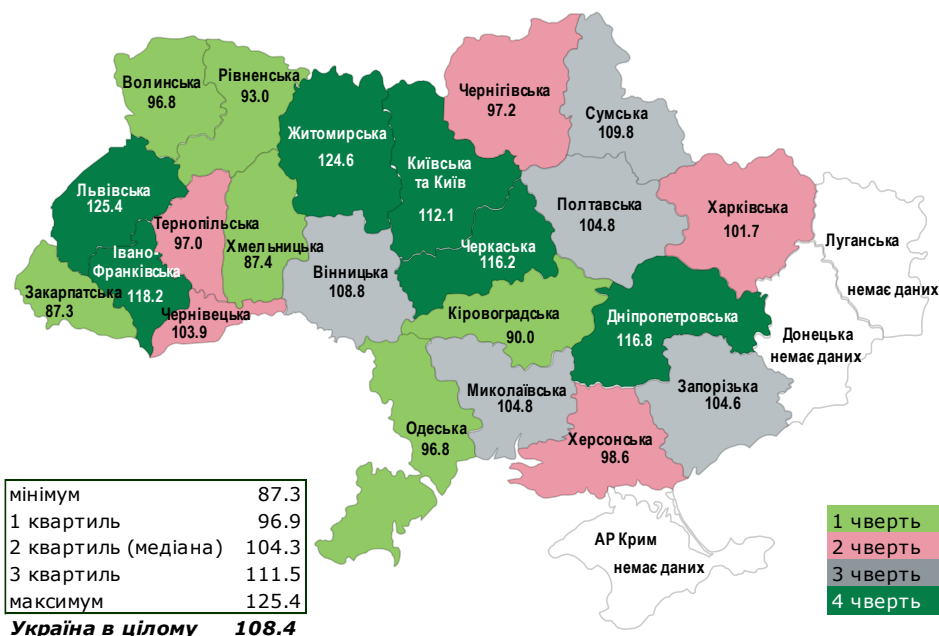 Волинська
96.8
Рівненська
93.0
Житомирська
124.6
Київська
та Київ
112.1
Чернігівська
97.2
Сумська
109.8
Львівська
125.4
Тернопільська
97.0
Хмельницька
87.4
Івано-
Франківська
118.2
Закарпатська
87.3
Чернівецька
103.9
Вінницька
108.8
Черкаська
116.2
Полтавська
104.8
Харківська
101.7
Луганська
немає даних
Донецька
немає даних
Кіровоградська
90.0
Дніпропетровська
116.8
Миколаївська
104.8
Запорізька
104.6
Одеська
96.8
Херсонська
98.6
АР Крим
немає даних
мінімум 87.3
1 квартиль 96.9
2 квартиль (медіана) 104.3
3 квартиль 111.5
максимум 125.4
Україна в цілому 108.4
1 чверть
2 чверть
3 чверть
4 чверть